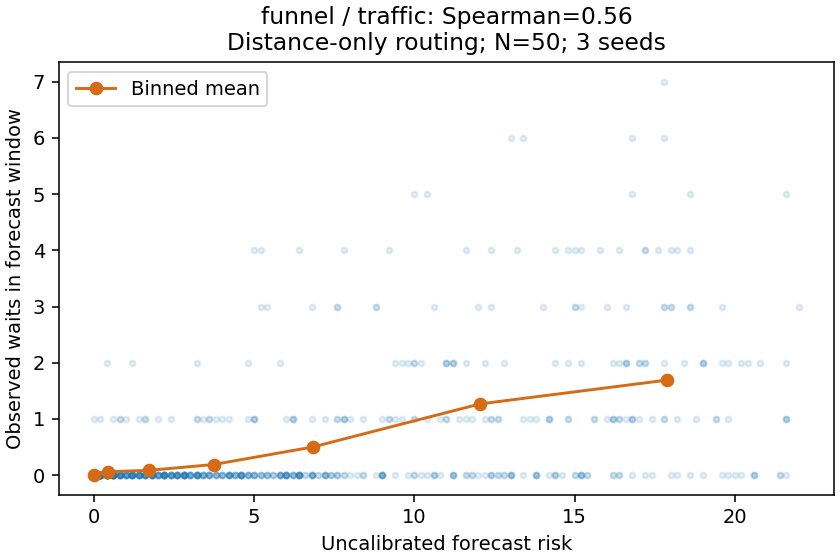 funnel / traffic: Spearman=0.56
Distance-only routing; N=50; 3 seeds
Binned mean
Observed waits in forecast window
7
6
5
4
3
2
1
0
0
5
10
15
20
Uncalibrated forecast risk